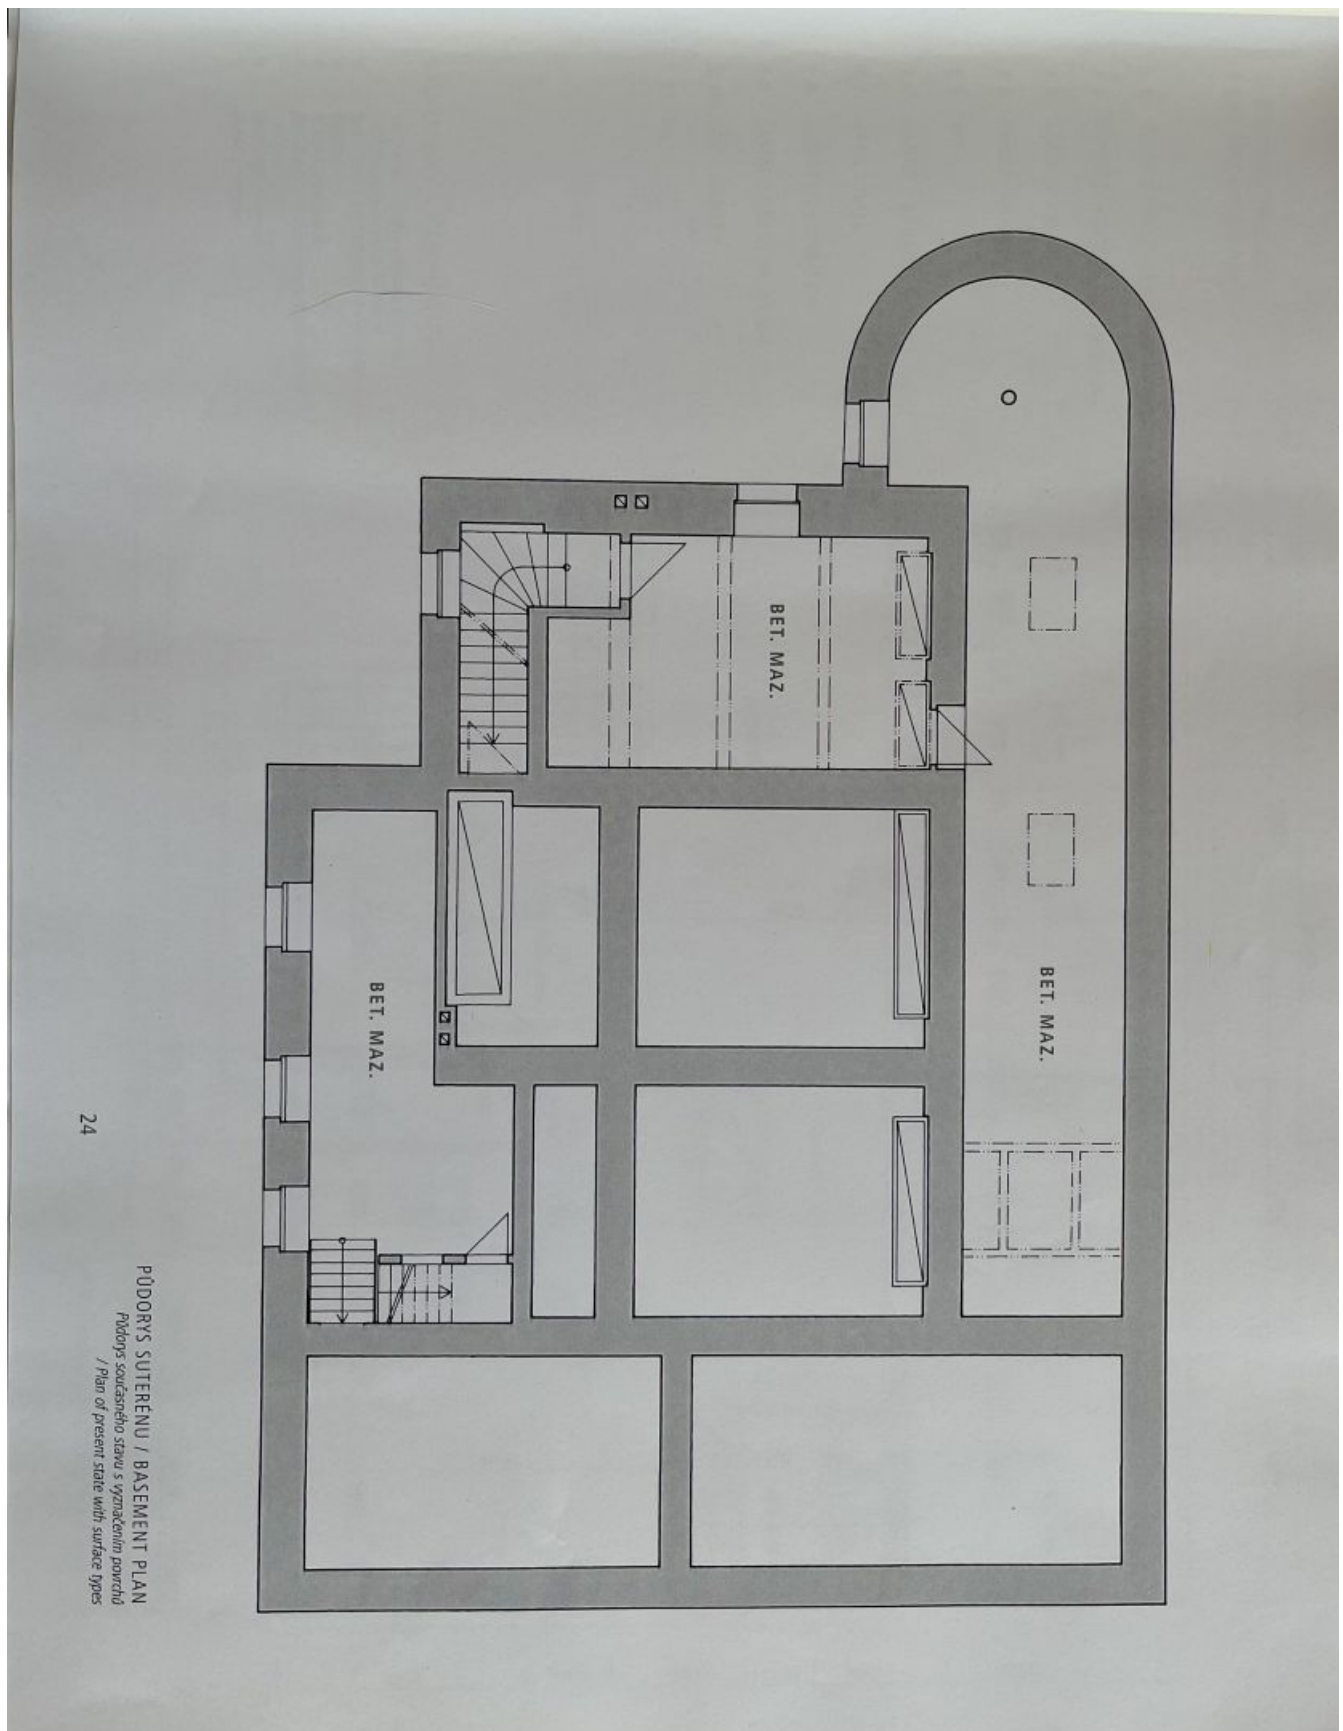 BET. MAZ.
BET. MAZ.
BET. MAZ.
PŮDORYS SUTERÉNU / BASEMENT PLAN
Půdorys současného stavu s vyznačením povrchů
/ Plan of present state with surface types
24